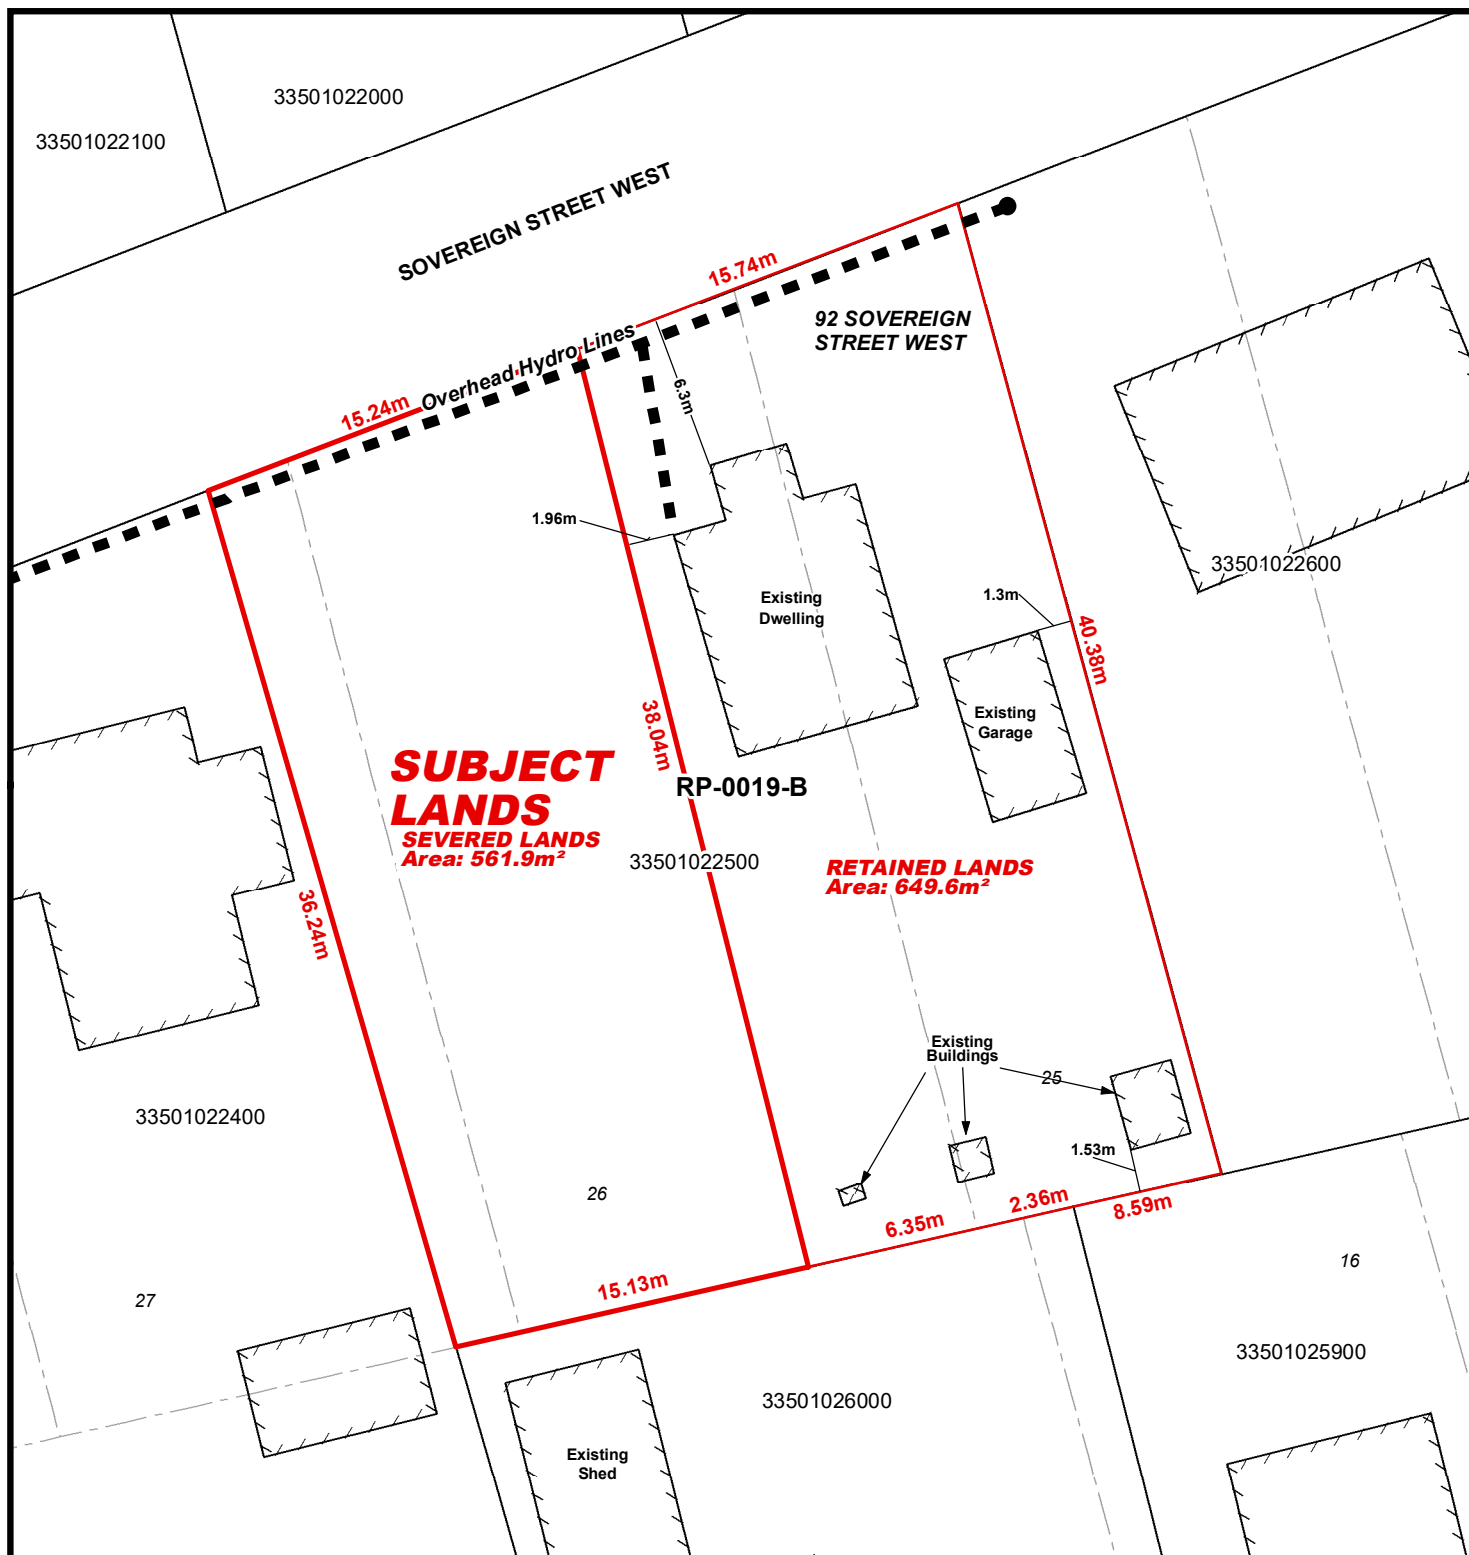 33501022000
33501022100
SOVEREIGN STREET WEST
15.74m
92 SOVEREIGN
STREET WEST
Overhead Hydro Lines
15.24m
6.3m
1.96m
33501022600
Existing
Dwelling
1.3m
40.38m
Existing
Garage
38.04m
SUBJECT
LANDS
SEVERED LANDS
Area: 561.9m²
RP-0019-B
33501022500
RETAINED LANDS
Area: 649.6m²
36.24m
Existing
Buildings
25
33501022400
1.53m
26
2.36m
8.59m
6.35m
15.13m
16
27
33501025900
33501026000
Existing
Shed